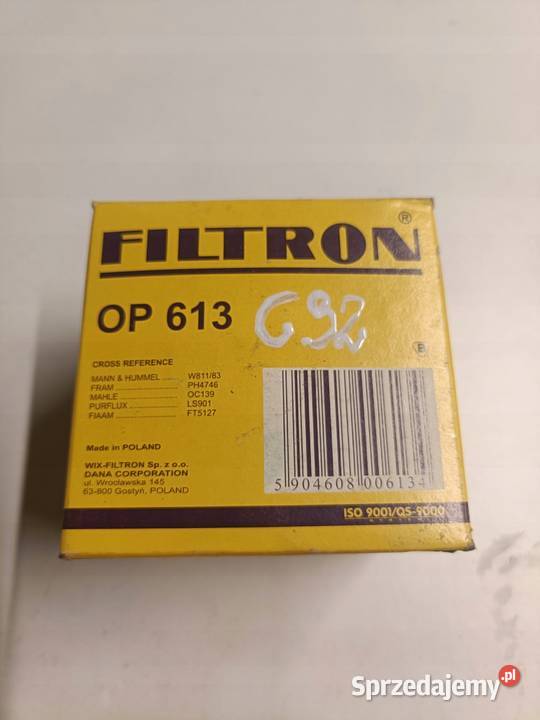 FILTRON®
OP 613 C92
B
CROSS REFERENCE
MANN & HUMMEL W811/83
FRAM PH4746
MAHLE OC139
PURFLUX LS901
FIAAM FT5127
Made in POLAND
WIX-FILTRON Sp. z o.o.
DANA CORPORATION
ul. Wrocławska 145
63-800 Gostyń, POLAND
5 904608 006134
ISO 9001/QS-9000
Sprzedajemy.pl